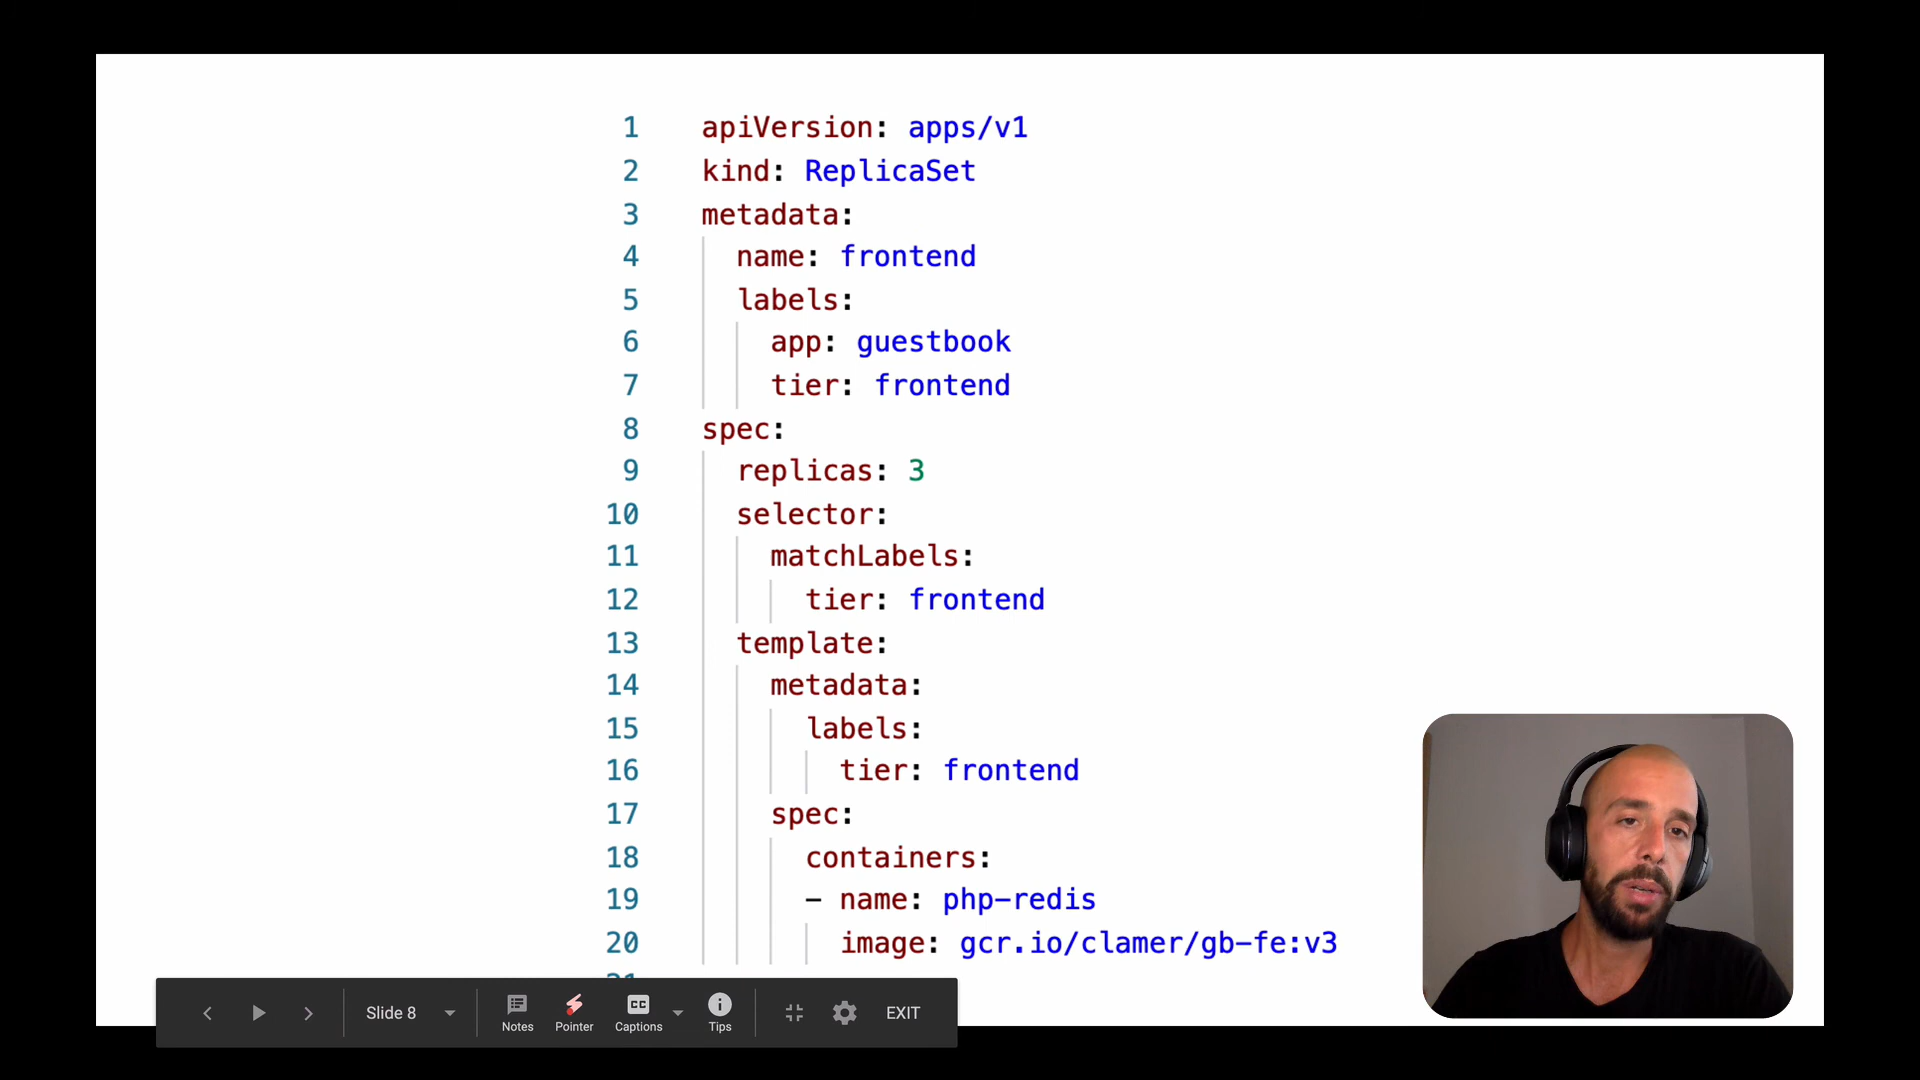 1 apiVersion: apps/v1
2 kind: ReplicaSet
3 metadata:
4   name: frontend
5   labels:
6     app: guestbook
7     tier: frontend
8 spec:
9   replicas: 3
10   selector:
11     matchLabels:
12       tier: frontend
13   template:
14     metadata:
15       labels:
16         tier: frontend
17     spec:
18       containers:
19       - name: php-redis
20         image: gcr.io/clamer/gb-fe:v3
Slide 8
CC
Notes Pointer Captions Tips
EXIT